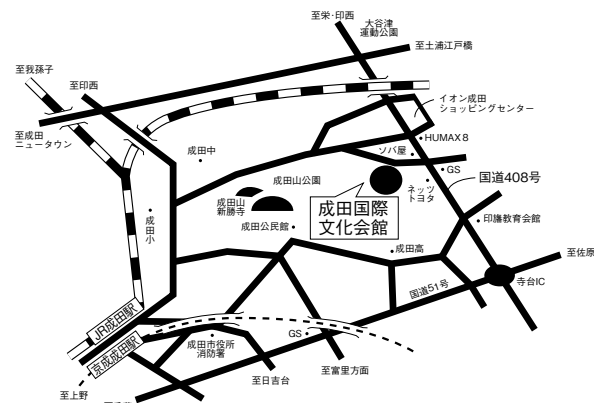 至栄・印西
大谷津
運動公園
至土浦江戸橋
至我孫子
至印西
イオン成田
ショッピングセンター
至成田
ニュータウン
HUMAX8
成田中
ソバ屋
GS
国道408号
成田山公園
ネッツ
トヨタ
成田山
新勝寺
成田国際
文化会館
成田小
成田公民館
印旛教育会館
成田高
至佐原
寺台IC
国道51号
JR成田駅
京成成田駅
成田市役所
消防署
GS
至富里方面
至日吉台
至上野